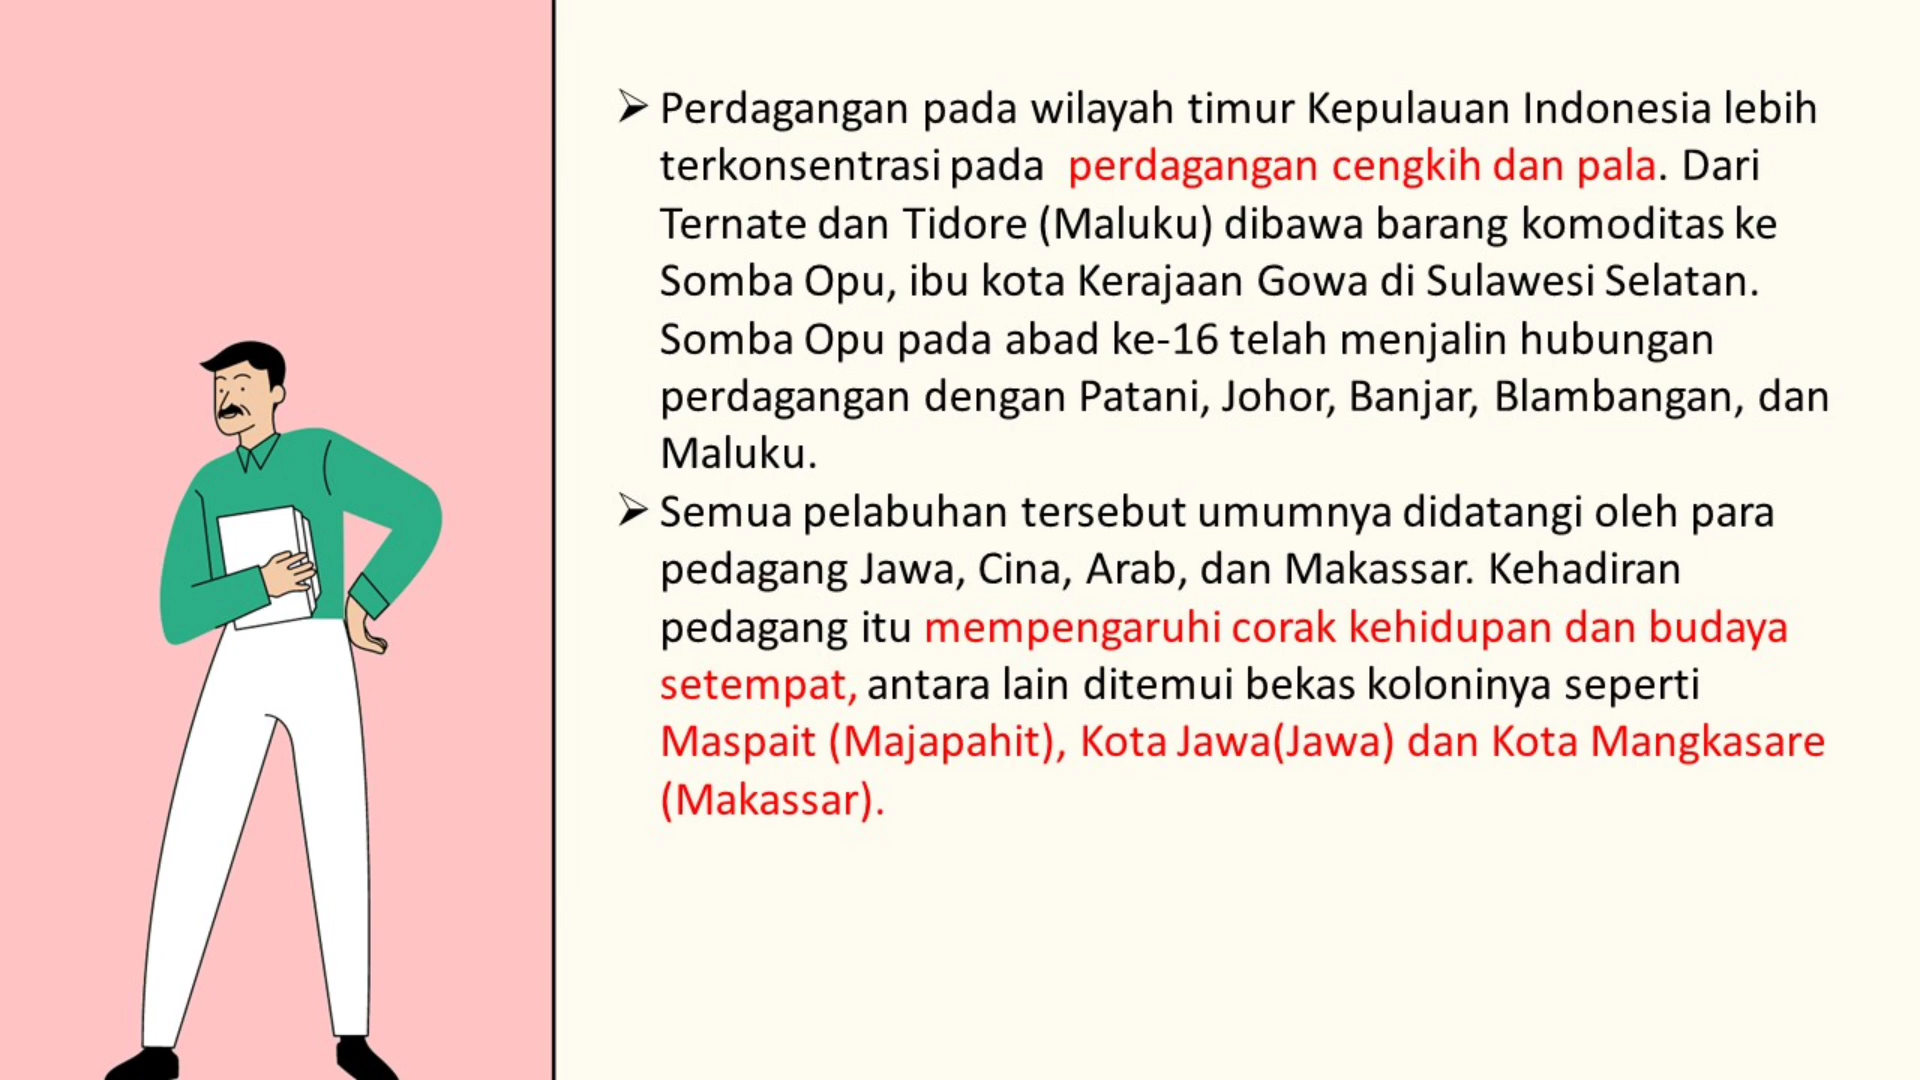 ➢ Perdagangan pada wilayah timur Kepulauan Indonesia lebih
terkonsentrasi pada perdagangan cengkih dan pala. Dari
Ternate dan Tidore (Maluku) dibawa barang komoditas ke
Somba Opu, ibu kota Kerajaan Gowa di Sulawesi Selatan.
Somba Opu pada abad ke-16 telah menjalin hubungan
perdagangan dengan Patani, Johor, Banjar, Blambangan, dan
Maluku.
➢ Semua pelabuhan tersebut umumnya didatangi oleh para
pedagang Jawa, Cina, Arab, dan Makassar. Kehadiran
pedagang itu mempengaruhi corak kehidupan dan budaya
setempat, antara lain ditemui bekas koloninya seperti
Maspait (Majapahit), Kota Jawa(Jawa) dan Kota Mangkasare
(Makassar).